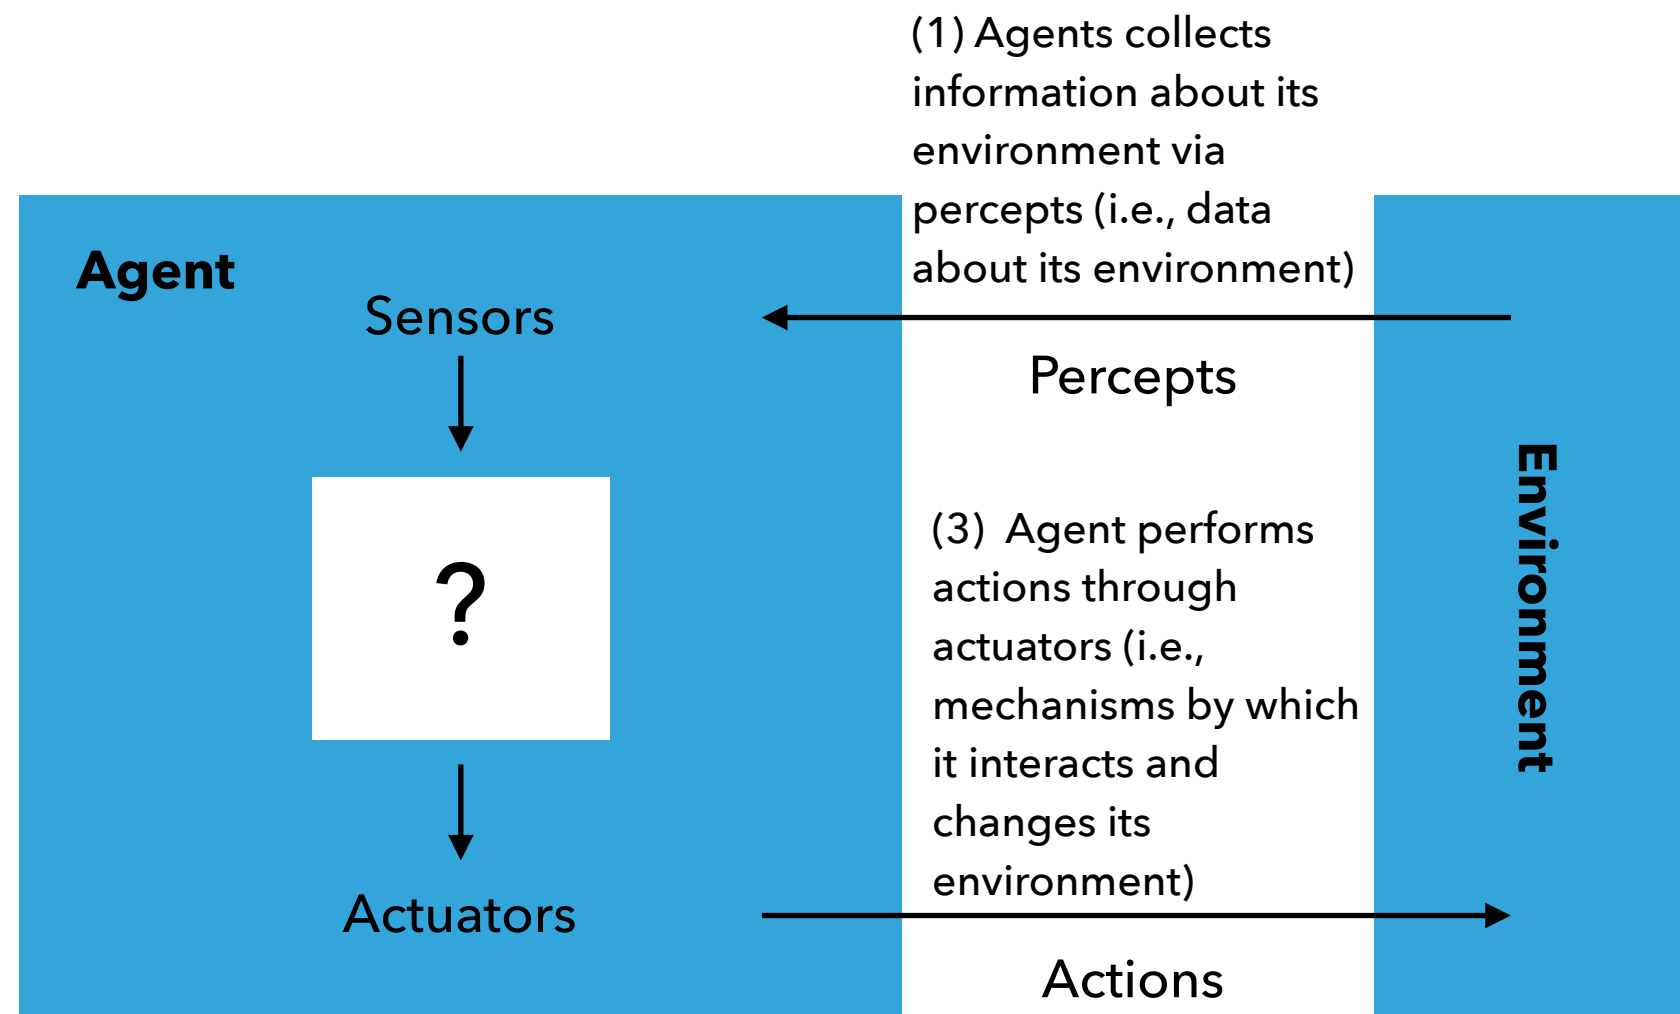 (1) Agents collects
information about its
environment via
percepts (i.e., data
about its environment)
Agent
Sensors
Percepts
?
(3) Agent performs
actions through
actuators (i.e.,
mechanisms by which
it interacts and
changes its
environment)
Environment
Actuators
Actions